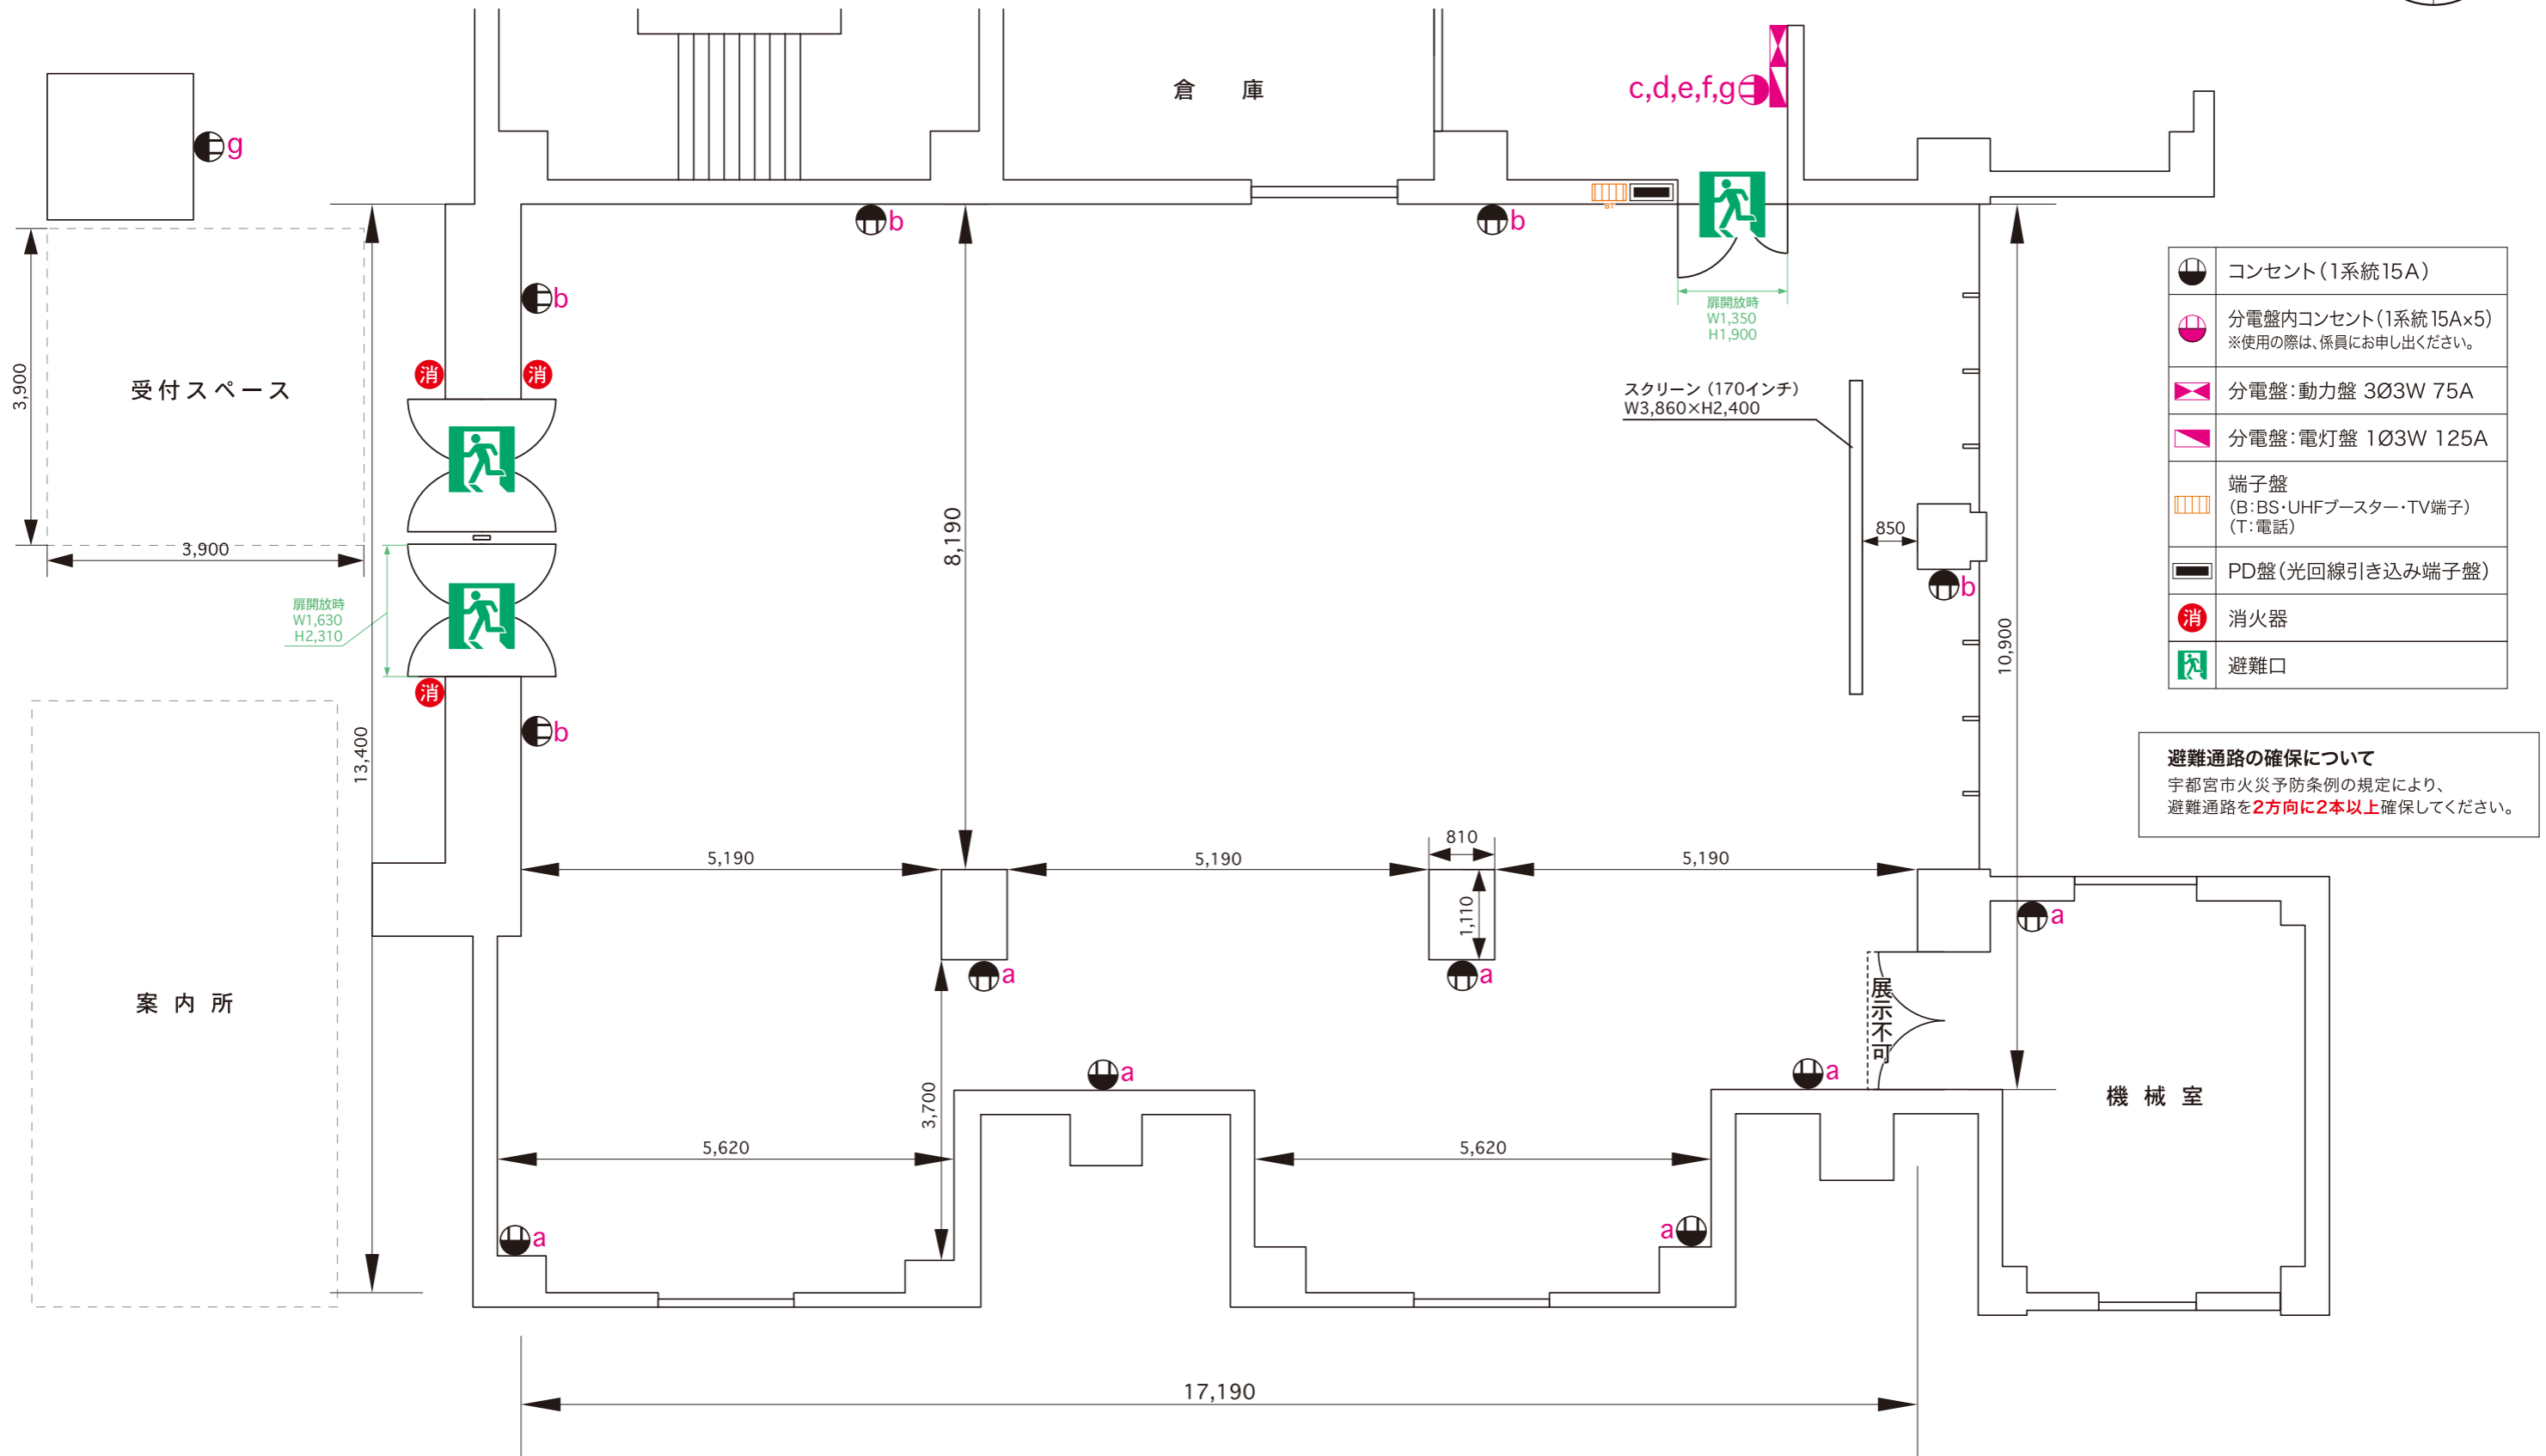 倉 庫
c,d,e,f,g
g
b
b
BT
b
扉開放時
W1,350
H1,900
コンセント(1系統15A)
分電盤内コンセント(1系統15A×5)
※使用の際は、係員にお申し出ください。
分電盤:動力盤 3Ø3W 75A
分電盤:電灯盤 1Ø3W 125A
端子盤
(B:BS・UHFブースター・TV端子)
(T:電話)
PD盤(光回線引き込み端子盤)
消 消火器
避難口
3,900
受付スペース
消
消
スクリーン (170インチ)
W3,860×H2,400
8,190
850
3,900
b
扉開放時
W1,630
H2,310
10,900
消
b
13,400
避難通路の確保について
宇都宮市火災予防条例の規定により、
避難通路を2方向に2本以上確保してください。
5,190
5,190
810
5,190
1,110
a
a
a
案内所
展示不可
a
a
3,700
機械室
5,620
5,620
a
a
17,190